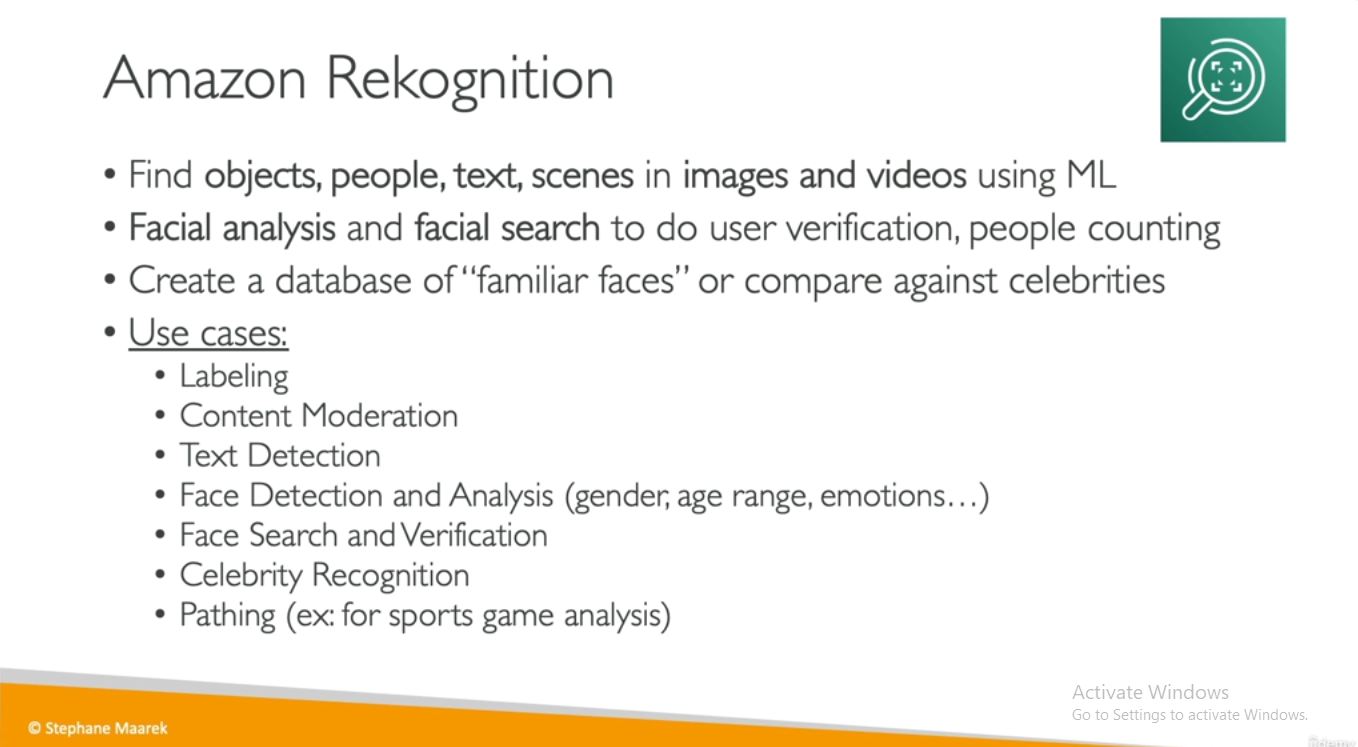 Amazon Rekognition
• Find objects, people, text, scenes in images and videos using ML
• Facial analysis and facial search to do user verification, people counting
• Create a database of “familiar faces” or compare against celebrities
• Use cases:
• Labeling
• Content Moderation
• Text Detection
• Face Detection and Analysis (gender, age range, emotions…)
• Face Search and Verification
• Celebrity Recognition
• Pathing (ex: for sports game analysis)
Activate Windows
Go to Settings to activate Windows.
© Stephane Maarek